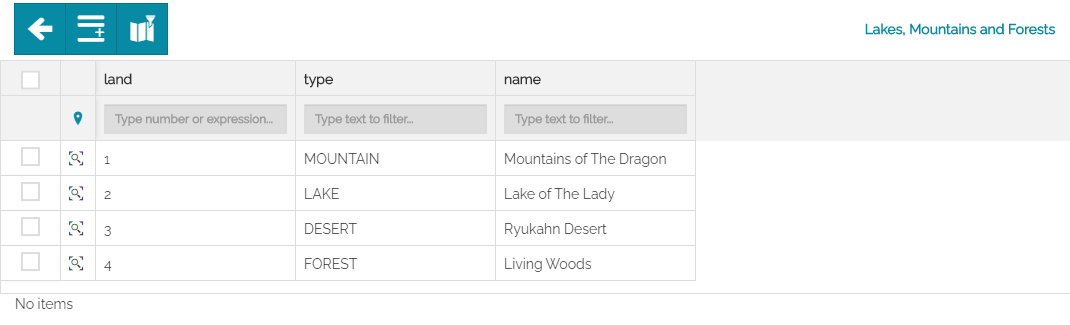 Lakes, Mountains and Forests
land type name
Type number or expression... Type text to filter... Type text to filter...
1 MOUNTAIN Mountains of The Dragon
2 LAKE Lake of The Lady
3 DESERT Ryukahn Desert
4 FOREST Living Woods
No items